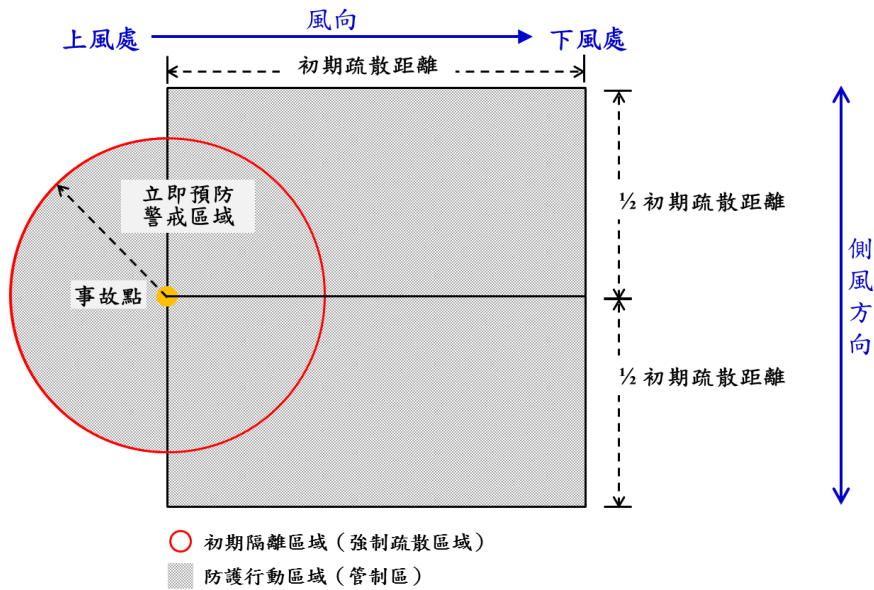 風向
上風處
下風處
初期疏散距離
立即預防
警戒區域
½ 初期疏散距離
事故點
½ 初期疏散距離
側風方向
初期隔離區域（強制疏散區域）
防護行動區域（管制區）